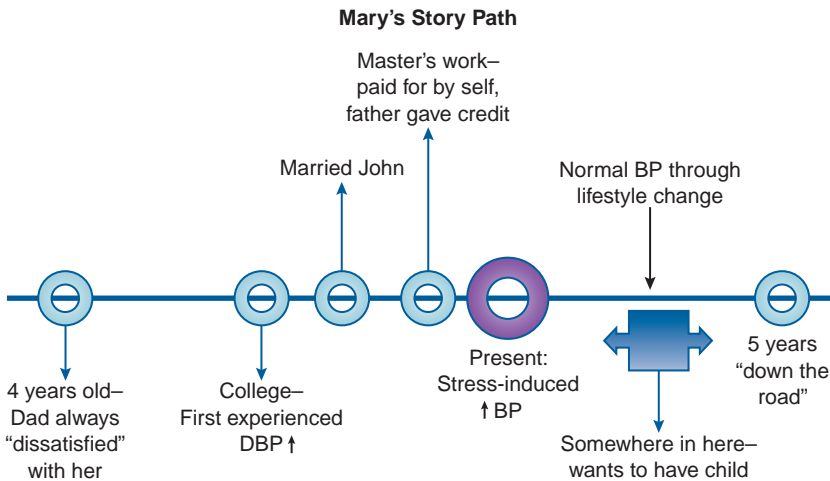 Mary’s Story Path
Master’s work–
paid for by self,
father gave credit
Married John
Normal BP through
lifestyle change
4 years old–
Dad always
“dissatisfied”
with her
College–
First experienced
DBP ↑
Present:
Stress-induced
↑ BP
Somewhere in here–
wants to have child
5 years
“down the
road”